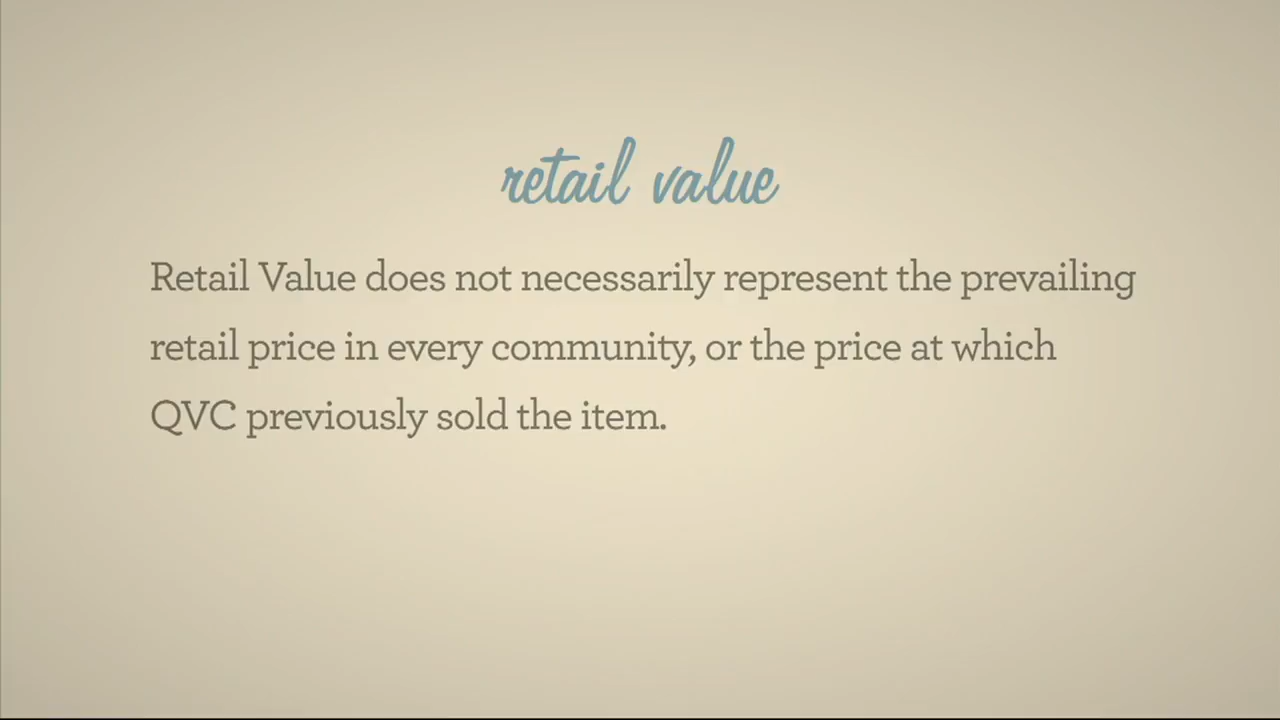 retail value
Retail Value does not necessarily represent the prevailing
retail price in every community, or the price at which
QVC previously sold the item.